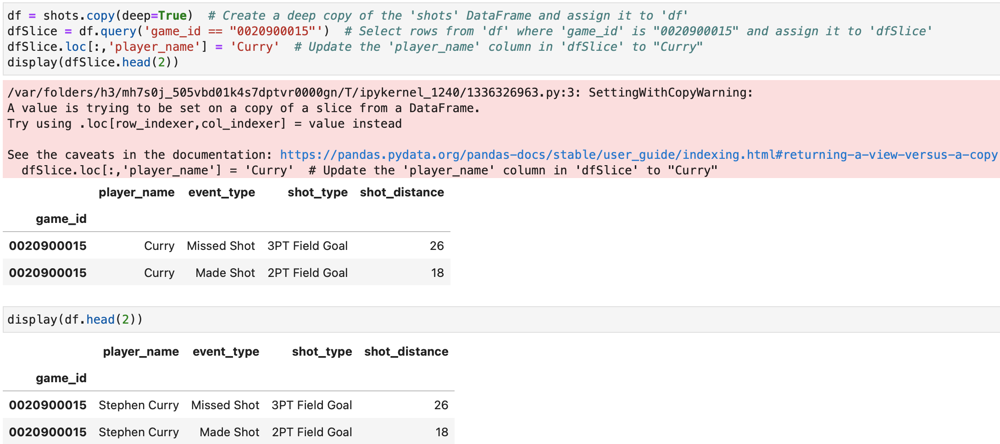 df = shots.copy(deep=True)  # Create a deep copy of the 'shots' DataFrame and assign it to 'df'
dfSlice = df.query('game_id == "0020900015"')  # Select rows from 'df' where 'game_id' is "0020900015" and assign it to 'dfSlice'
dfSlice.loc[:,'player_name'] = 'Curry'  # Update the 'player_name' column in 'dfSlice' to "Curry"
display(dfSlice.head(2))
/var/folders/h3/mh7s0j_505vbd01k4s7dptvr0000gn/T/ipykernel_1240/1336326963.py:3: SettingWithCopyWarning:
A value is trying to be set on a copy of a slice from a DataFrame.
Try using .loc[row_indexer,col_indexer] = value instead
See the caveats in the documentation: https://pandas.pydata.org/pandas-docs/stable/user_guide/indexing.html#returning-a-view-versus-a-copy
  dfSlice.loc[:,'player_name'] = 'Curry'  # Update the 'player_name' column in 'dfSlice' to "Curry"
player_name event_type shot_type shot_distance
game_id
0020900015 Curry Missed Shot 3PT Field Goal 26
0020900015 Curry Made Shot 2PT Field Goal 18
display(df.head(2))
player_name event_type shot_type shot_distance
game_id
0020900015 Stephen Curry Missed Shot 3PT Field Goal 26
0020900015 Stephen Curry Made Shot 2PT Field Goal 18